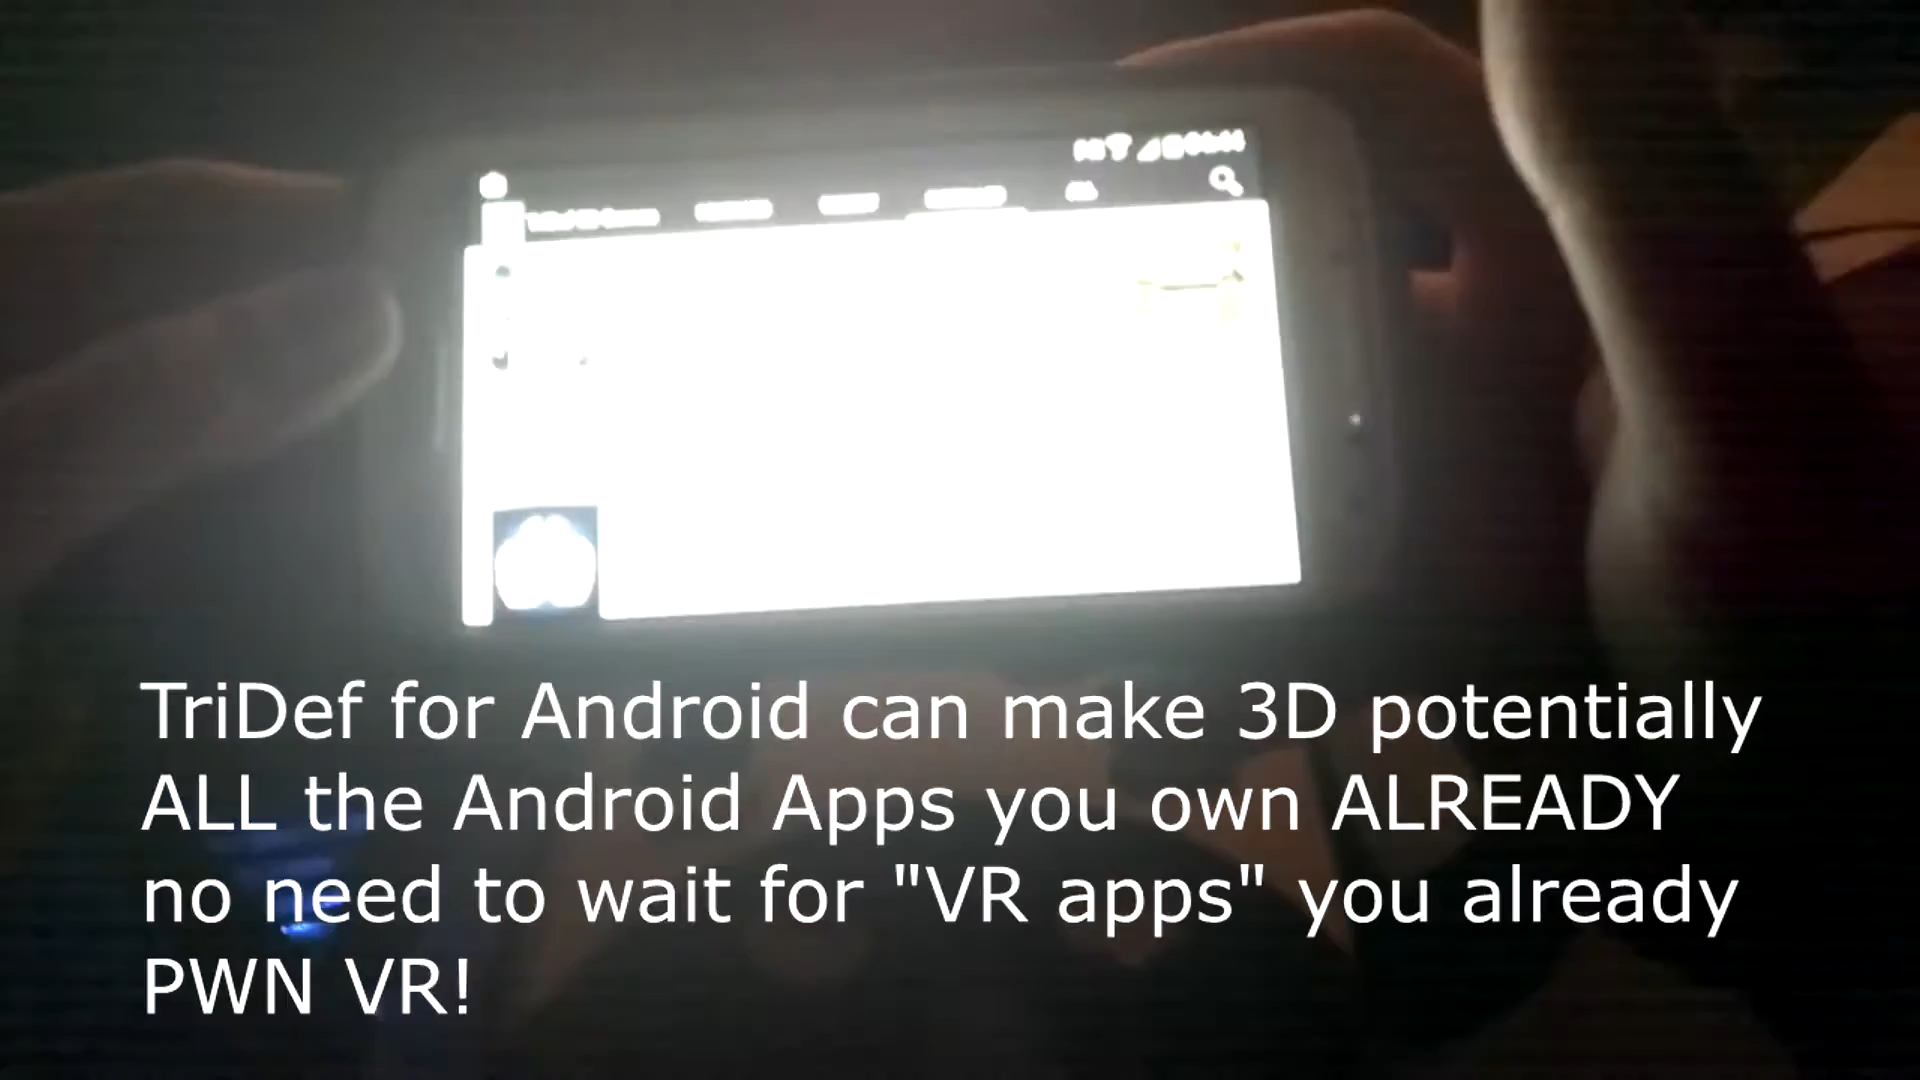 TriDef for Android can make 3D potentially
ALL the Android Apps you own ALREADY
no need to wait for "VR apps" you already
PWN VR!